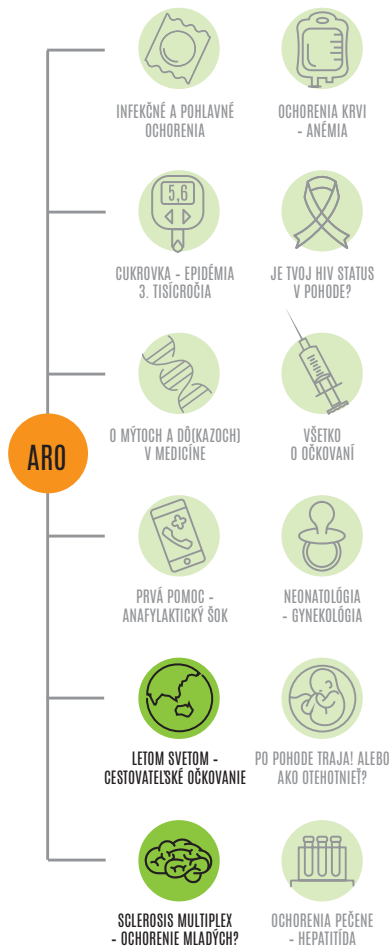 INFEKČNÉ A POHLAVNÉ
OCHORENIA
OCHORENIA KRVI
- ANÉMIA
5,6
CUKROVKA - EPIDÉMIA
3. TISÍCROČIA
JE TVOJ HIV STATUS
V POHODE?
O MÝTOCH A DÔ(KAZOCH)
V MEDICÍNE
VŠETKO
O OČKOVANÍ
ARO
PRVÁ POMOC -
ANAFYLAKTICKÝ ŠOK
NEONATOLÓGIA
- GYNEKOLÓGIA
LETOM SVETOM -
CESTOVATEĽSKÉ OČKOVANIE
PO POHODE TRAJA! ALEBO
AKO OTEHOTNIEŤ?
SCLEROSIS MULTIPLEX
- OCHORENIE MLADÝCH?
OCHORENIA PEČENE
- HEPATITÍDA